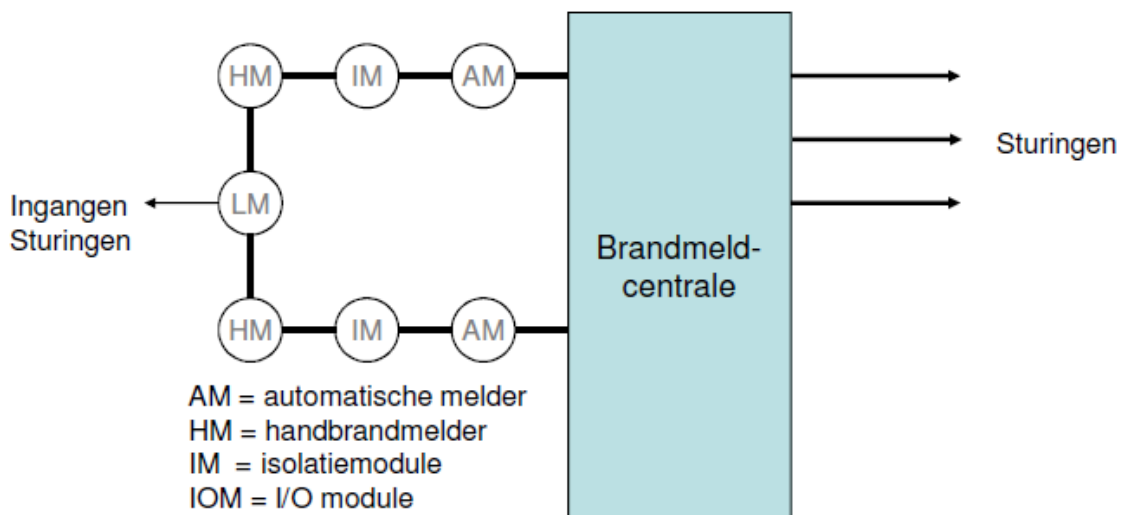 HM
IM
AM
Sturingen
LM
Ingangen
Sturingen
Brandmeld-
centrale
HM
IM
AM
AM = automatische melder
HM = handbrandmelder
IM = isolatiemodule
IOM = I/O module